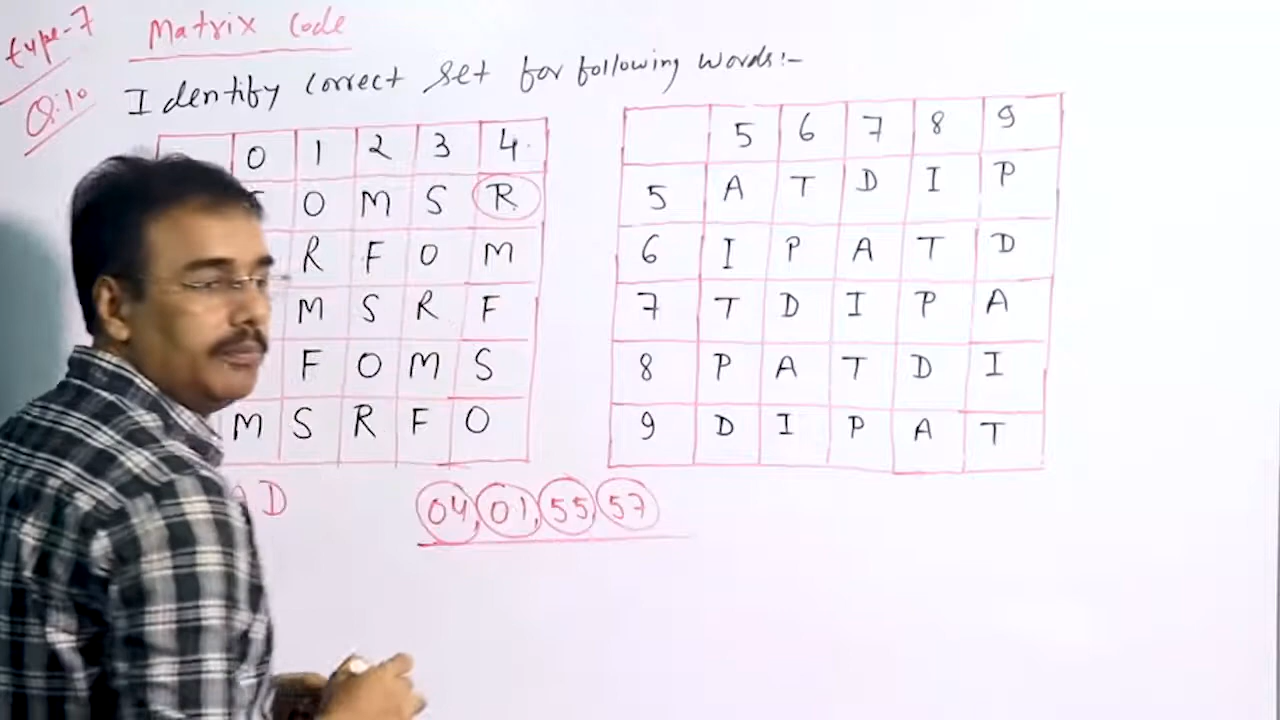 type-7 Matrix Code
Q:10 Identify correct set for following words:-
0 1 2 3 4
O M S R
R F O M
M S R F
F O M S
M S R F O
5 6 7 8 9
5 A T D I P
6 I P A T D
7 T D I P A
8 P A T D I
9 D I P A T
AD 04, 01, 55, 57